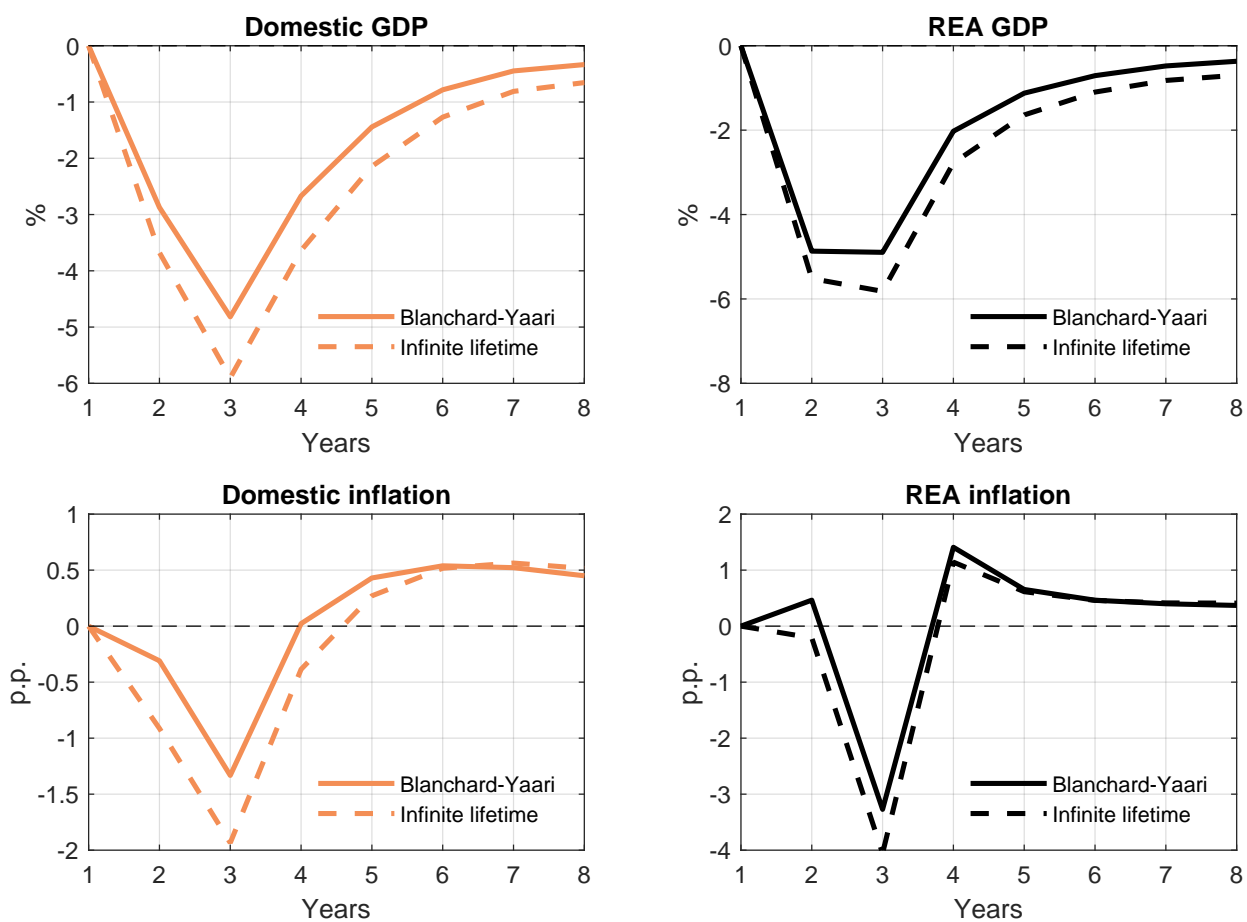 Domestic GDP
0
-1
-2
-3
-4
-5
-6
%
Blanchard-Yaari
Infinite lifetime
1 2 3 4 5 6 7 8
Years
REA GDP
0
-2
-4
-6
-8
%
Blanchard-Yaari
Infinite lifetime
1 2 3 4 5 6 7 8
Years
Domestic inflation
1
0.5
0
-0.5
-1
-1.5
-2
p.p.
Blanchard-Yaari
Infinite lifetime
1 2 3 4 5 6 7 8
Years
REA inflation
2
1
0
-1
-2
-3
-4
p.p.
Blanchard-Yaari
Infinite lifetime
1 2 3 4 5 6 7 8
Years